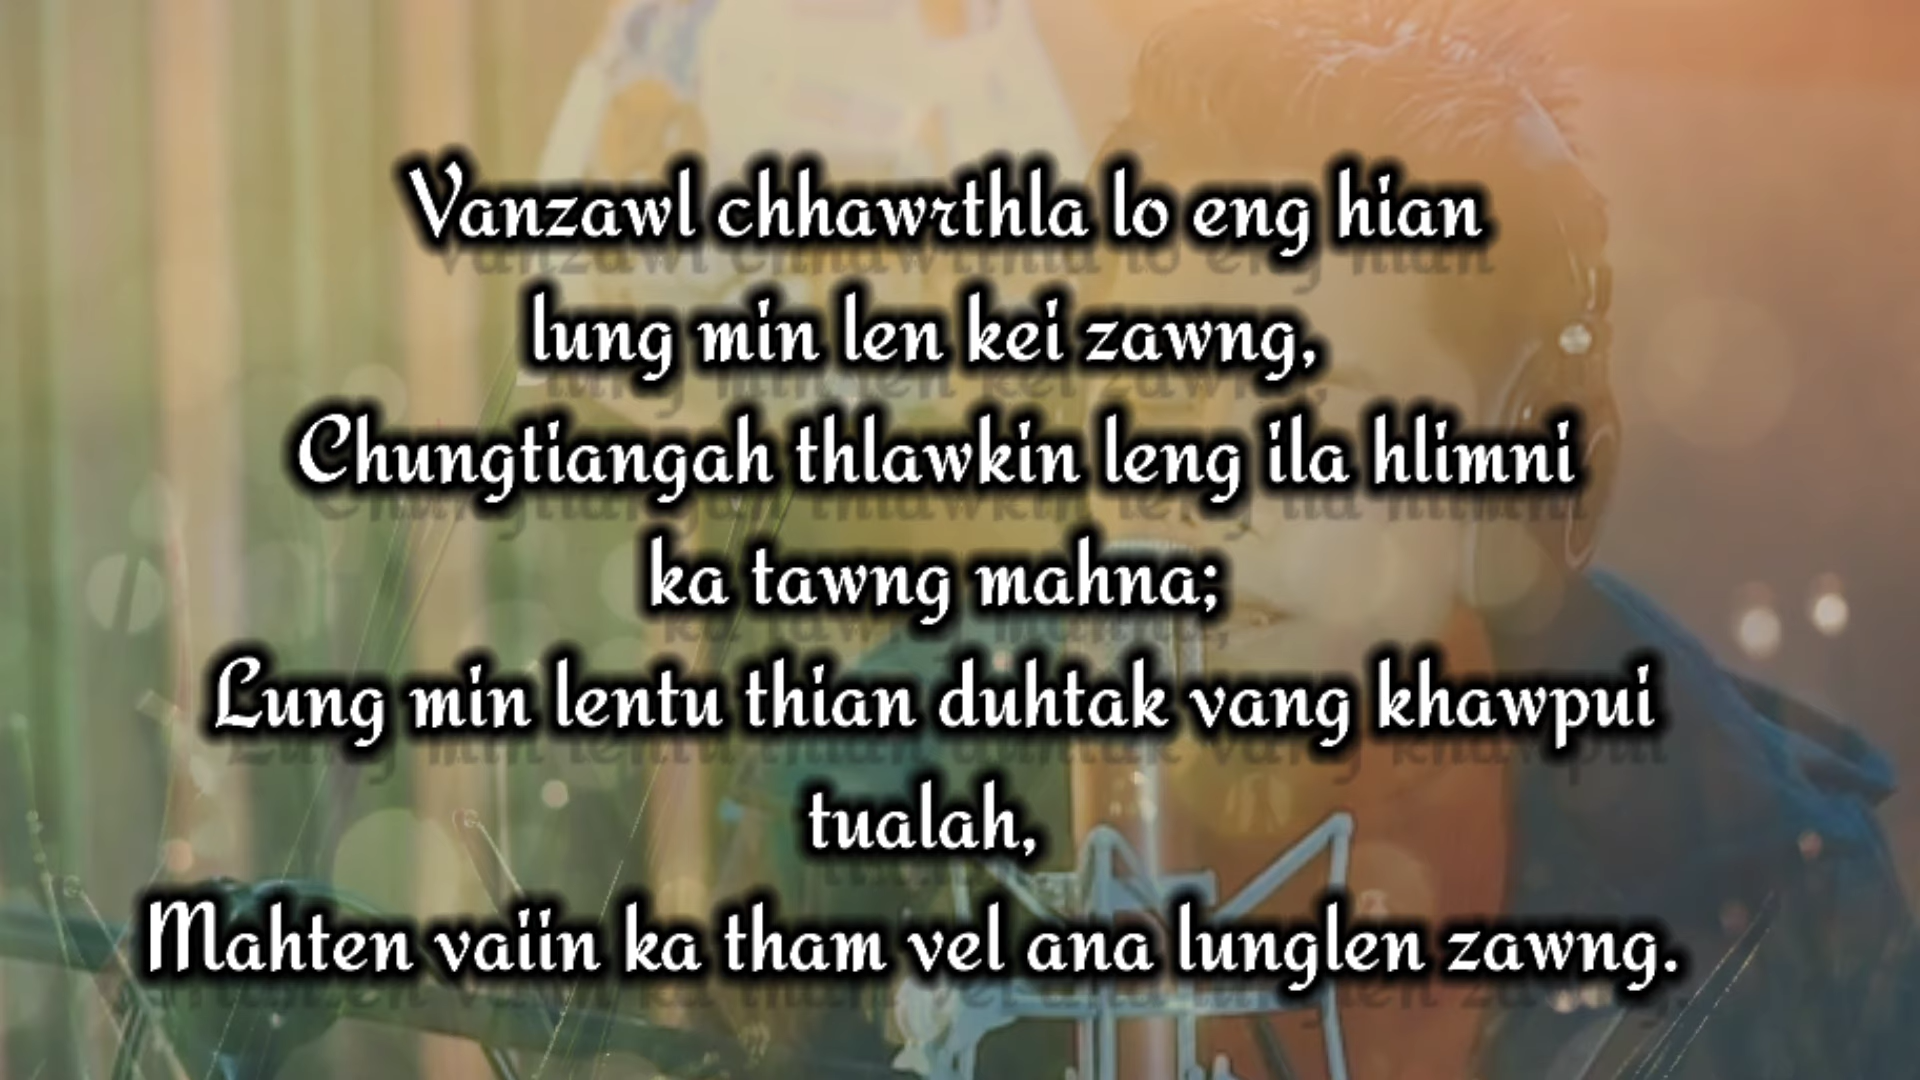 Vanzawl chhawrthla lo eng hian
lung min len kei zawng,
Chungtiangah thlawkin leng ila hlimni
ka tawng mahna;
Lung min lentu thian duhtak vang khawpui
tualah,
Mahten vaiin ka tham vel ana lunglen zawng.